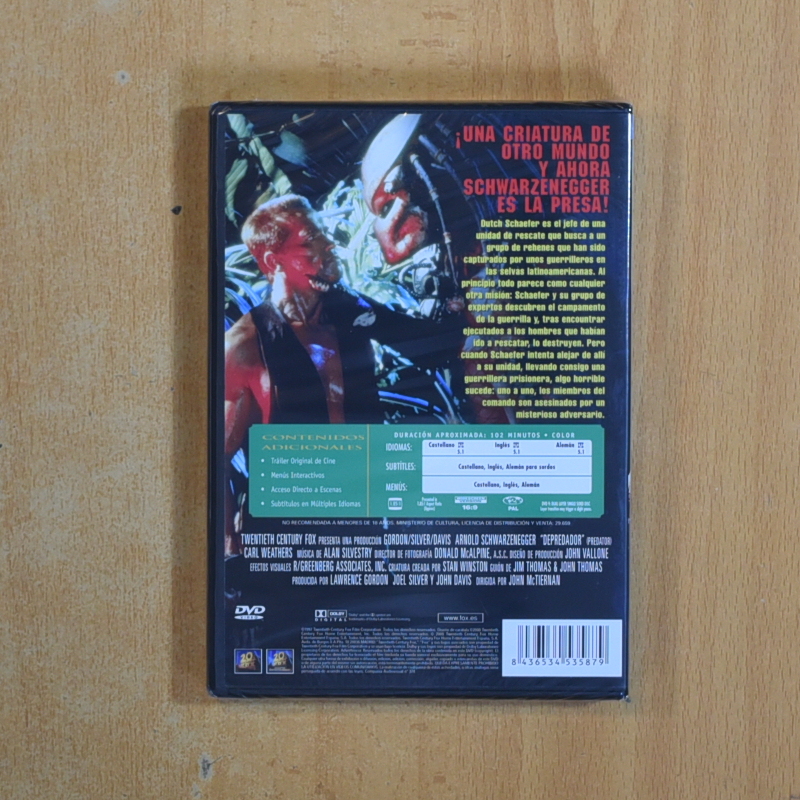 ¡UNA CRIATURA DE
OTRO MUNDO
Y AHORA
SCHWARZENEGGER
ES LA PRESA!
Dutch Schaefer es el jefe de una
unidad de rescate que busca a un
grupo de rehenes que han sido
capturados por unos guerrilleros en
las selvas latinoamericanas. Al
principio todo parece como cualquier
otra misión: Schaefer y su grupo de
expertos descubren el campamento
de la guerrilla y, tras encontrar
ejecutados a los hombres que habían
ido a rescatar, lo destruyen. Pero
cuando Schaefer intenta alejar de allí
a su unidad, llevando consigo una
guerrillera prisionera, algo horrible
sucede: uno a uno, los miembros del
comando son asesinados por un
misterioso adversario.
CONTENIDOS
ADICIONALES
• Tráiler Original de Cine
• Menús Interactivos
• Acceso Directo a Escenas
• Subtítulos en Múltiples Idiomas
DURACIÓN APROXIMADA: 102 MINUTOS • COLOR
IDIOMAS: Castellano 5.1 Inglés 5.1 Alemán 5.1
SUBTÍTULOS: Castellano, Inglés, Alemán para sordos
MENÚS: Castellano, Inglés, Alemán
16:9
PAL
NO RECOMENDADA A MENORES DE 18 AÑOS. MINISTERIO DE CULTURA, LICENCIA DE DISTRIBUCIÓN Y VENTA:
TWENTIETH CENTURY FOX PRESENTA UNA PRODUCCIÓN GORDON/SILVER/DAVIS ARNOLD SCHWARZENEGGER "DEPREDADOR" (PREDATOR)
CARL WEATHERS MÚSICA DE ALAN SILVESTRY DIRECTOR DE FOTOGRAFÍA DONALD McALPINE, A.S.C. DISEÑO DE PRODUCCIÓN JOHN VALLONE
EFECTOS VISUALES R/GREENBERG ASSOCIATES, INC. CRIATURA CREADA POR STAN WINSTON GUIÓN DE JIM THOMAS & JOHN THOMAS
PRODUCIDA POR LAWRENCE GORDON JOEL SILVER Y JOHN DAVIS DIRIGIDA POR JOHN McTIERNAN
DVD
VIDEO
DOLBY
DIGITAL
www.fox.es
8 436534 535879